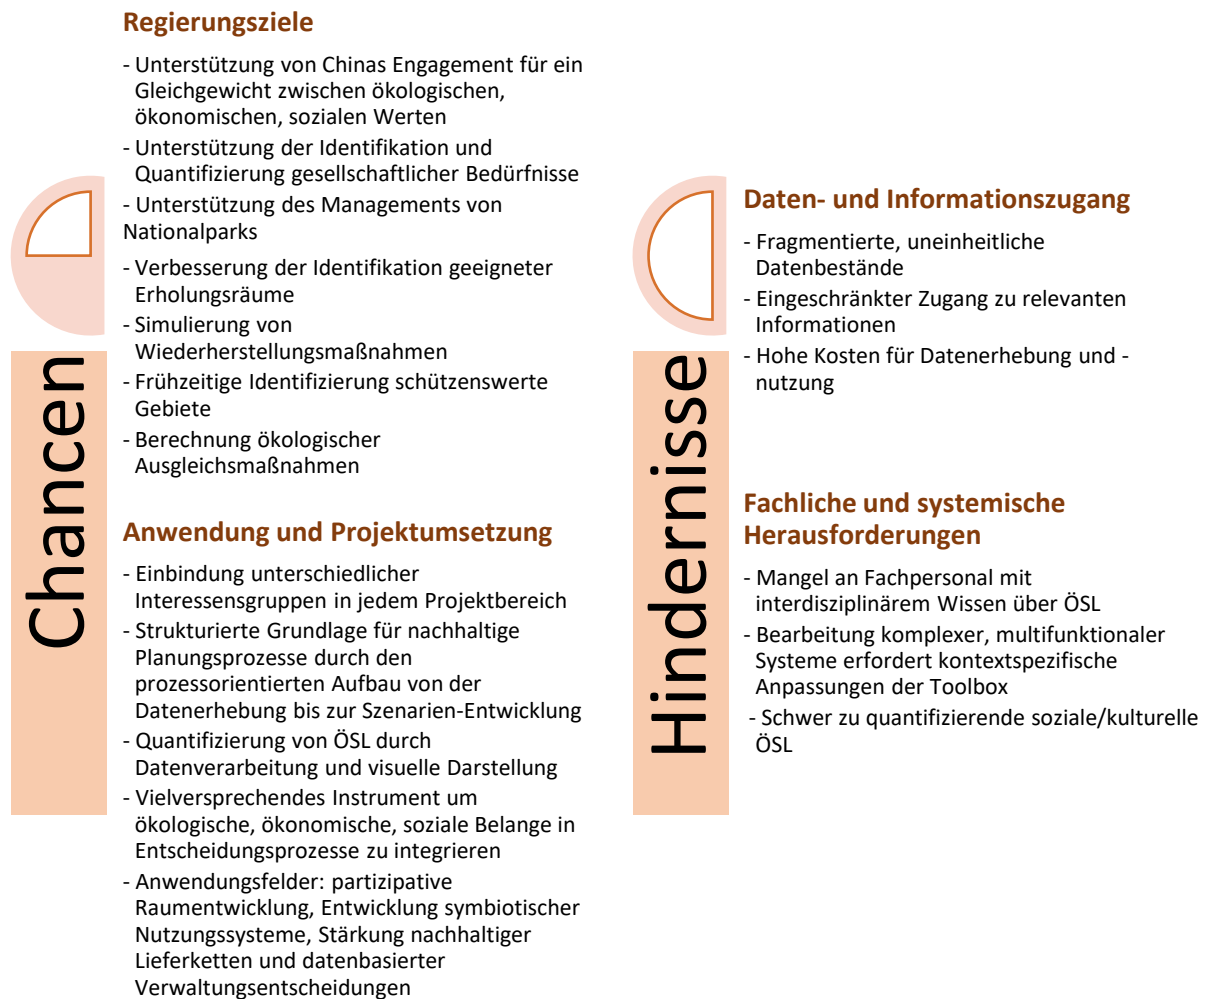 Chancen
Regierungsziele
- Unterstützung von Chinas Engagement für ein
Gleichgewicht zwischen ökologischen,
ökonomischen, sozialen Werten
- Unterstützung der Identifikation und
Quantifizierung gesellschaftlicher Bedürfnisse
- Unterstützung des Managements von
Nationalparks
- Verbesserung der Identifikation geeigneter
Erholungsräume
- Simulierung von
Wiederherstellungsmaßnahmen
- Frühzeitige Identifizierung schützenswerte
Gebiete
- Berechnung ökologischer
Ausgleichsmaßnahmen
Anwendung und Projektumsetzung
- Einbindung unterschiedlicher
Interessensgruppen in jedem Projektbereich
- Strukturierte Grundlage für nachhaltige
Planungsprozesse durch den
prozessorientierten Aufbau von der
Datenerhebung bis zur Szenarien-Entwicklung
- Quantifizierung von ÖSL durch
Datenverarbeitung und visuelle Darstellung
- Vielversprechendes Instrument um
ökologische, ökonomische, soziale Belange in
Entscheidungsprozesse zu integrieren
- Anwendungsfelder: partizipative
Raumentwicklung, Entwicklung symbiotischer
Nutzungssysteme, Stärkung nachhaltiger
Lieferketten und datenbasierter
Verwaltungsentscheidungen
Hindernisse
Daten- und Informationszugang
- Fragmentierte, uneinheitliche
Datenbestände
- Eingeschränkter Zugang zu relevanten
Informationen
- Hohe Kosten für Datenerhebung und -
nutzung
Fachliche und systemische
Herausforderungen
- Mangel an Fachpersonal mit
interdisziplinärem Wissen über ÖSL
- Bearbeitung komplexer, multifunktionaler
Systeme erfordert kontextspezifische
Anpassungen der Toolbox
- Schwer zu quantifizierende soziale/kulturelle
ÖSL